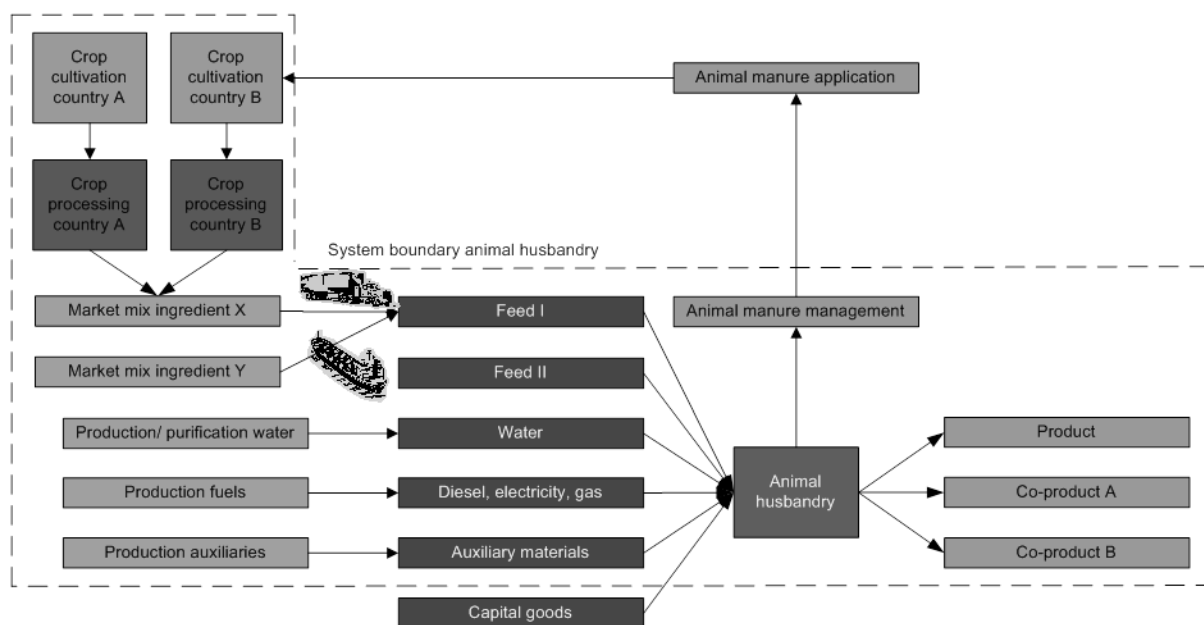 Crop
cultivation
country A
Crop
cultivation
country B
Animal manure application
Crop
processing
country A
Crop
processing
country B
System boundary animal husbandry
Market mix ingredient X
Feed I
Animal manure management
Market mix ingredient Y
Feed II
Production/ purification water
Water
Product
Production fuels
Diesel, electricity, gas
Animal
husbandry
Co-product A
Production auxiliaries
Auxiliary materials
Co-product B
Capital goods